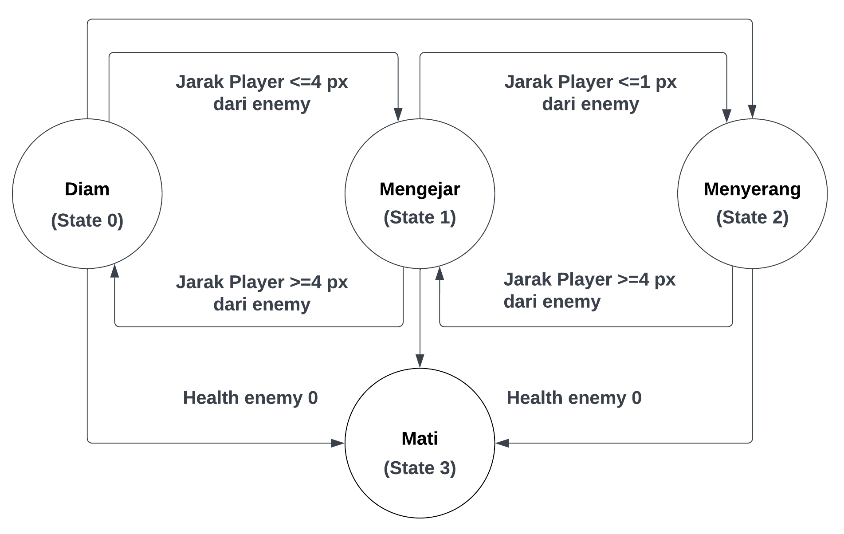 Jarak Player <=4 px
dari enemy
Jarak Player <=1 px
dari enemy
Diam
(State 0)
Mengejar
(State 1)
Menyerang
(State 2)
Jarak Player >=4 px
dari enemy
Jarak Player >=4 px
dari enemy
Health enemy 0
Health enemy 0
Mati
(State 3)